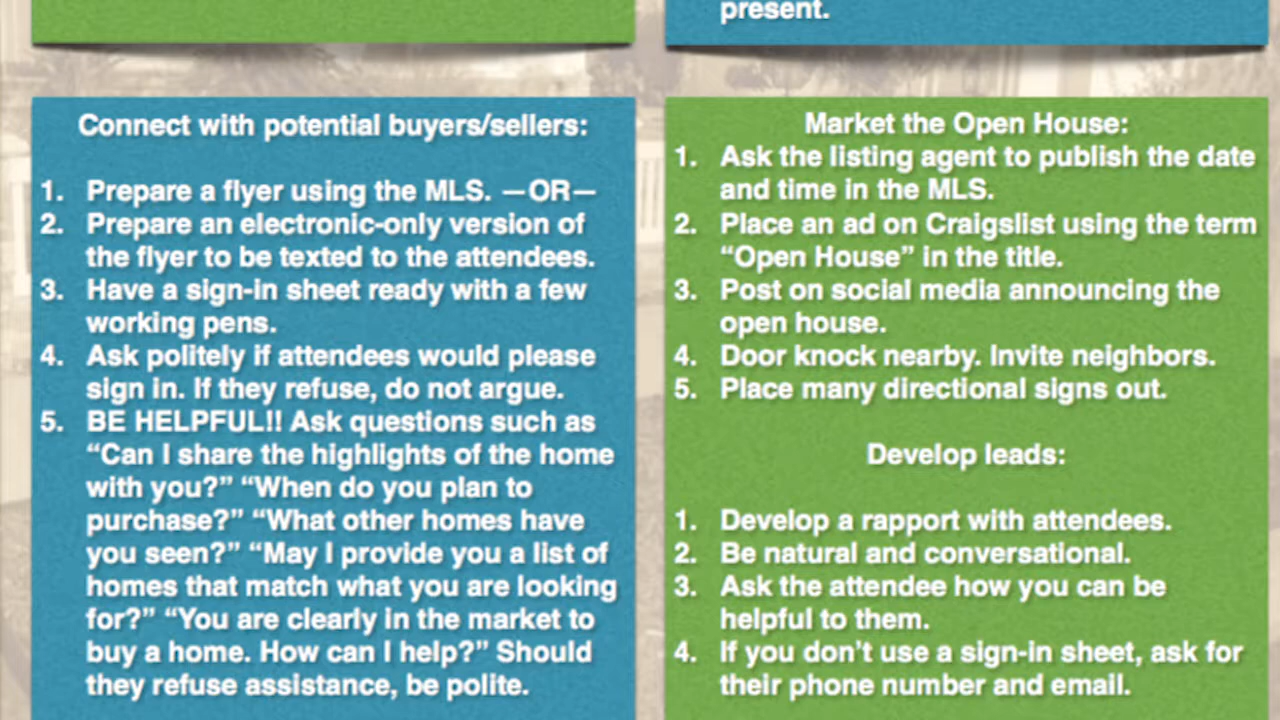 present.
Connect with potential buyers/sellers:
1. Prepare a flyer using the MLS. —OR—
2. Prepare an electronic-only version of
the flyer to be texted to the attendees.
3. Have a sign-in sheet ready with a few
working pens.
4. Ask politely if attendees would please
sign in. If they refuse, do not argue.
5. BE HELPFUL!! Ask questions such as
“Can I share the highlights of the home
with you?” “When do you plan to
purchase?” “What other homes have
you seen?” “May I provide you a list of
homes that match what you are looking
for?” “You are clearly in the market to
buy a home. How can I help?” Should
they refuse assistance, be polite.
Market the Open House:
1. Ask the listing agent to publish the date
and time in the MLS.
2. Place an ad on Craigslist using the term
“Open House” in the title.
3. Post on social media announcing the
open house.
4. Door knock nearby. Invite neighbors.
5. Place many directional signs out.
Develop leads:
1. Develop a rapport with attendees.
2. Be natural and conversational.
3. Ask the attendee how you can be
helpful to them.
4. If you don’t use a sign-in sheet, ask for
their phone number and email.